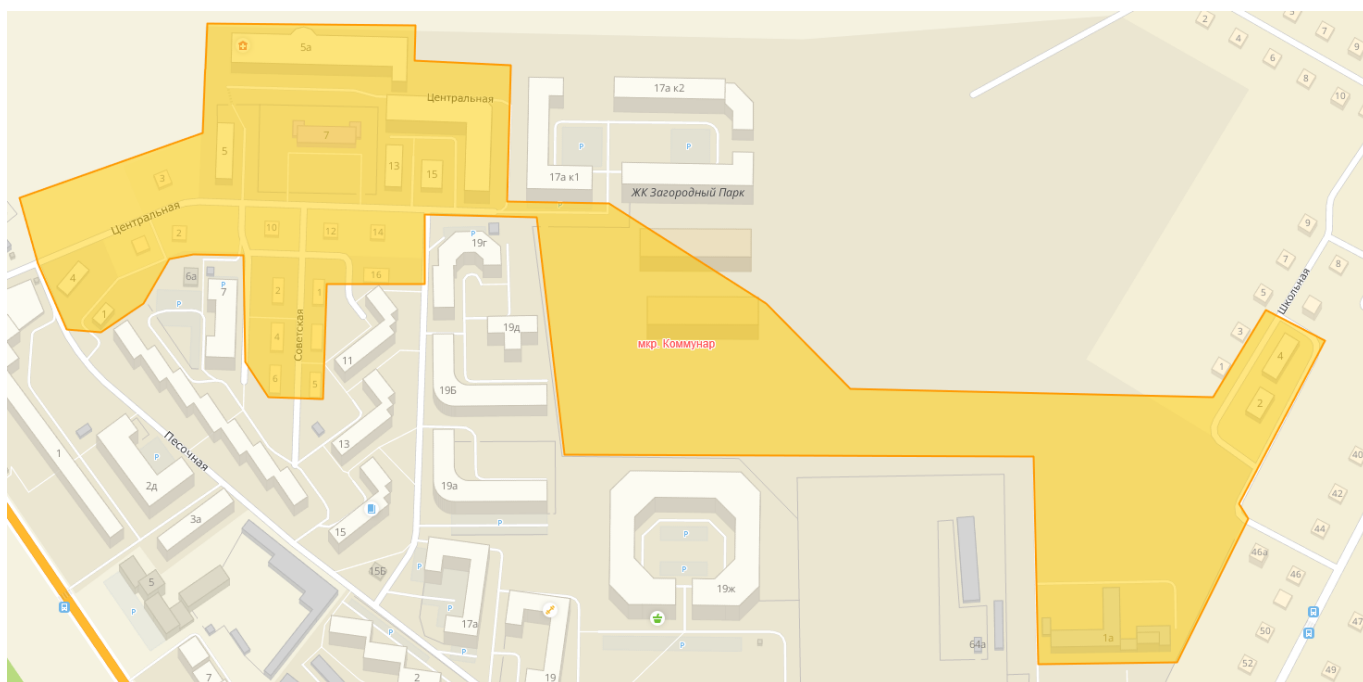 2
3
7
9
4
6
8
10
5а
17а к2
Центральная
7
P
P
5
13
15
17а к1
ЖК Загородный Парк
3
Центральная
2
10
12
14
P
19г
9
7
8
4
6а
P
7
P
2
1
16
5
Школьная
1
19д
3
4
Советская
мкр. Коммунар
11
4
1
6
5
19Б
2
Песочная
13
1
P
2д
40
19а
42
3а
15
P
P
44
15Б
P
46а
5
P
P
P
19ж
46
17а
P
P
1а
50
47
P
64а
52
49
7
2
19